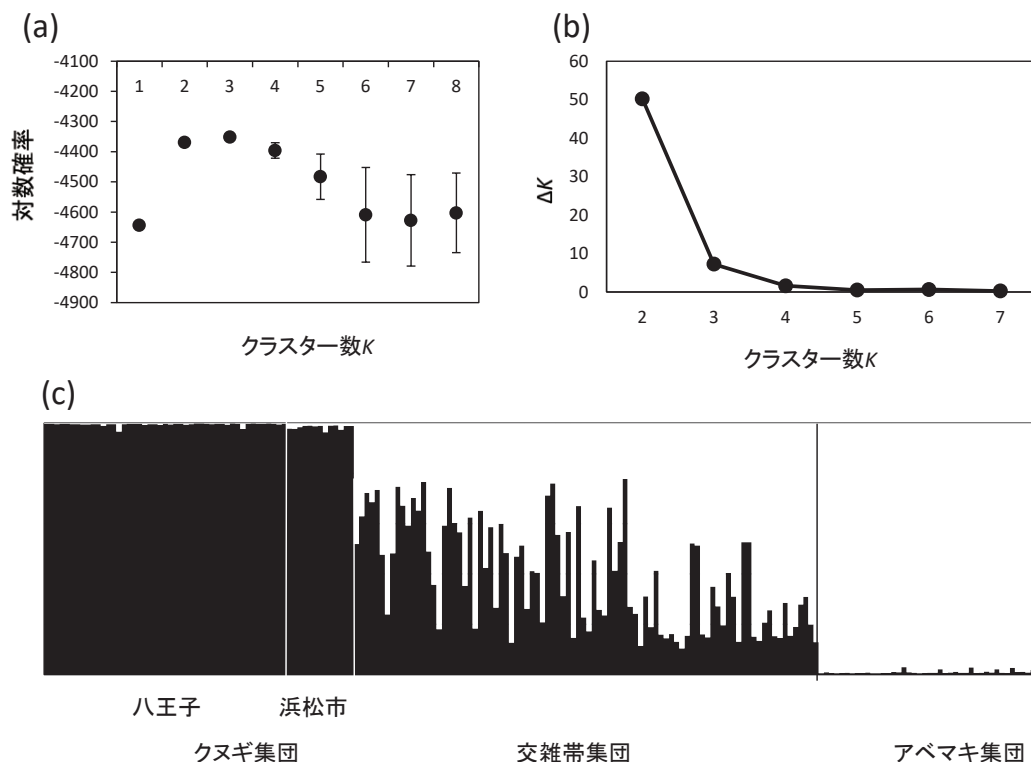 (a)
-4100
-4200
-4300
-4400
-4500
-4600
-4700
-4800
-4900
1 2 3 4 5 6 7 8
対数確率
クラスター数K
(b)
60
50
40
30
20
10
0
2 3 4 5 6 7
ΔK
クラスター数K
(c)
八王子 浜松市
クヌギ集団 交雑帯集団 アベマキ集団